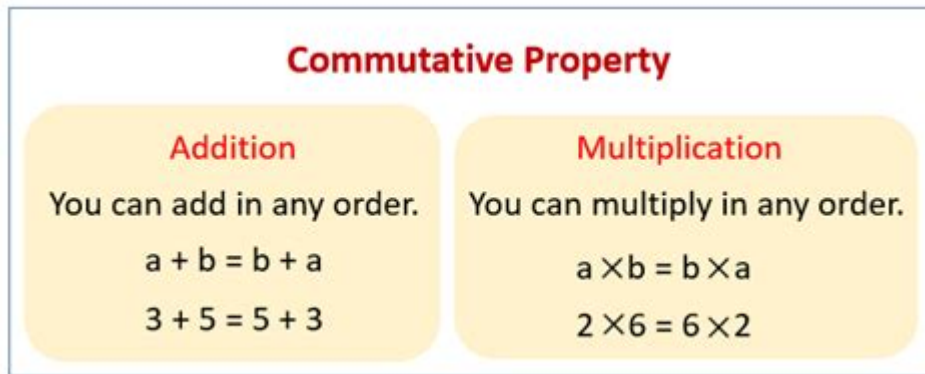 Commutative Property
Addition
You can add in any order.
a + b = b + a
3 + 5 = 5 + 3
Multiplication
You can multiply in any order.
a ×b = b ×a
2 ×6 = 6 ×2